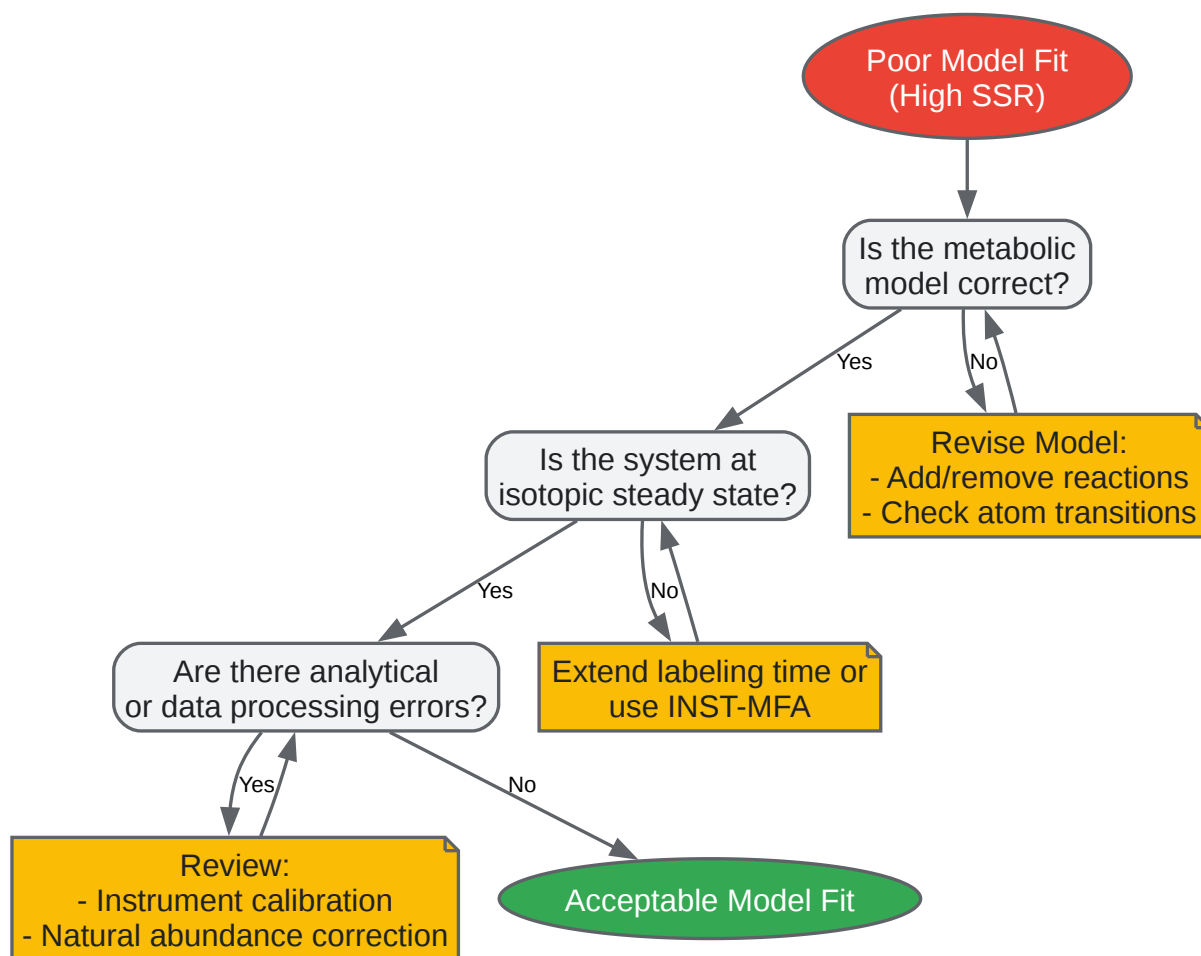 Poor Model Fit
(High SSR)
Is the metabolic
model correct?
Yes
No
Revise Model:
- Add/remove reactions
- Check atom transitions
Is the system at
isotopic steady state?
Yes
No
Extend labeling time or
use INST-MFA
Are there analytical
or data processing errors?
Yes
No
Review:
- Instrument calibration
- Natural abundance correction
Acceptable Model Fit